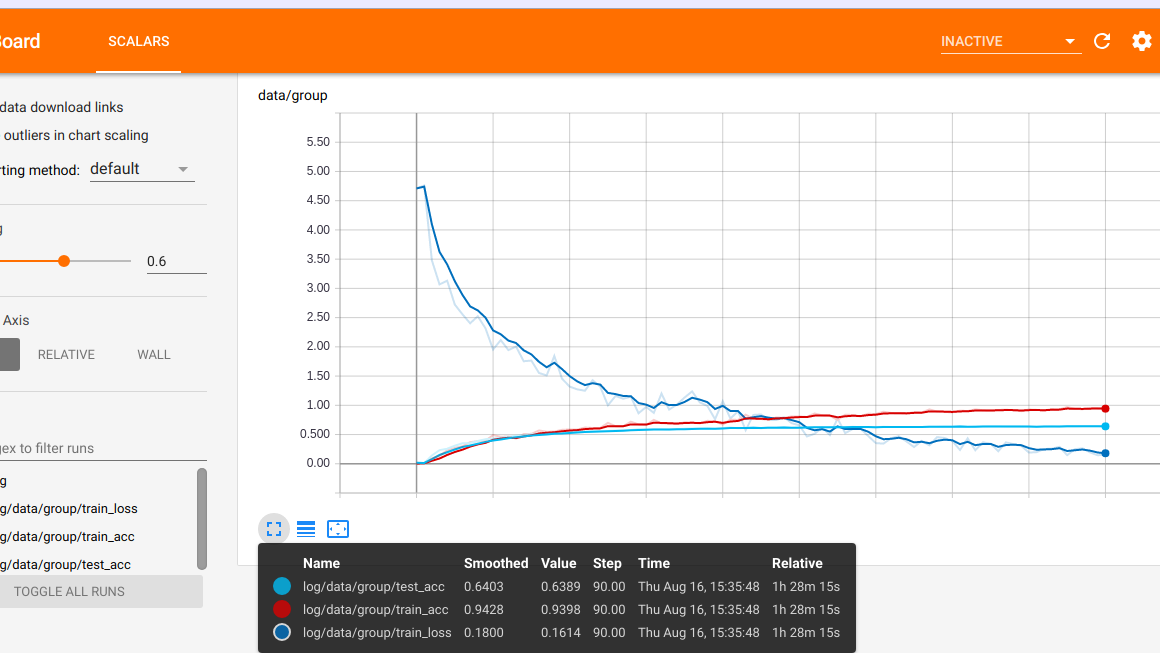 Board SCALARS INACTIVE
data download links
outliers in chart scaling
rting method: default
g
0.6
Axis
RELATIVE WALL
gex to filter runs
g
g/data/group/train_loss
g/data/group/train_acc
g/data/group/test_acc
TOGGLE ALL RUNS
data/group
5.50
5.00
4.50
4.00
3.50
3.00
2.50
2.00
1.50
1.00
0.500
0.00
Name Smoothed Value Step Time Relative
log/data/group/test_acc 0.6403 0.6389 90.00 Thu Aug 16, 15:35:48 1h 28m 15s
log/data/group/train_acc 0.9428 0.9398 90.00 Thu Aug 16, 15:35:48 1h 28m 15s
log/data/group/train_loss 0.1800 0.1614 90.00 Thu Aug 16, 15:35:48 1h 28m 15s